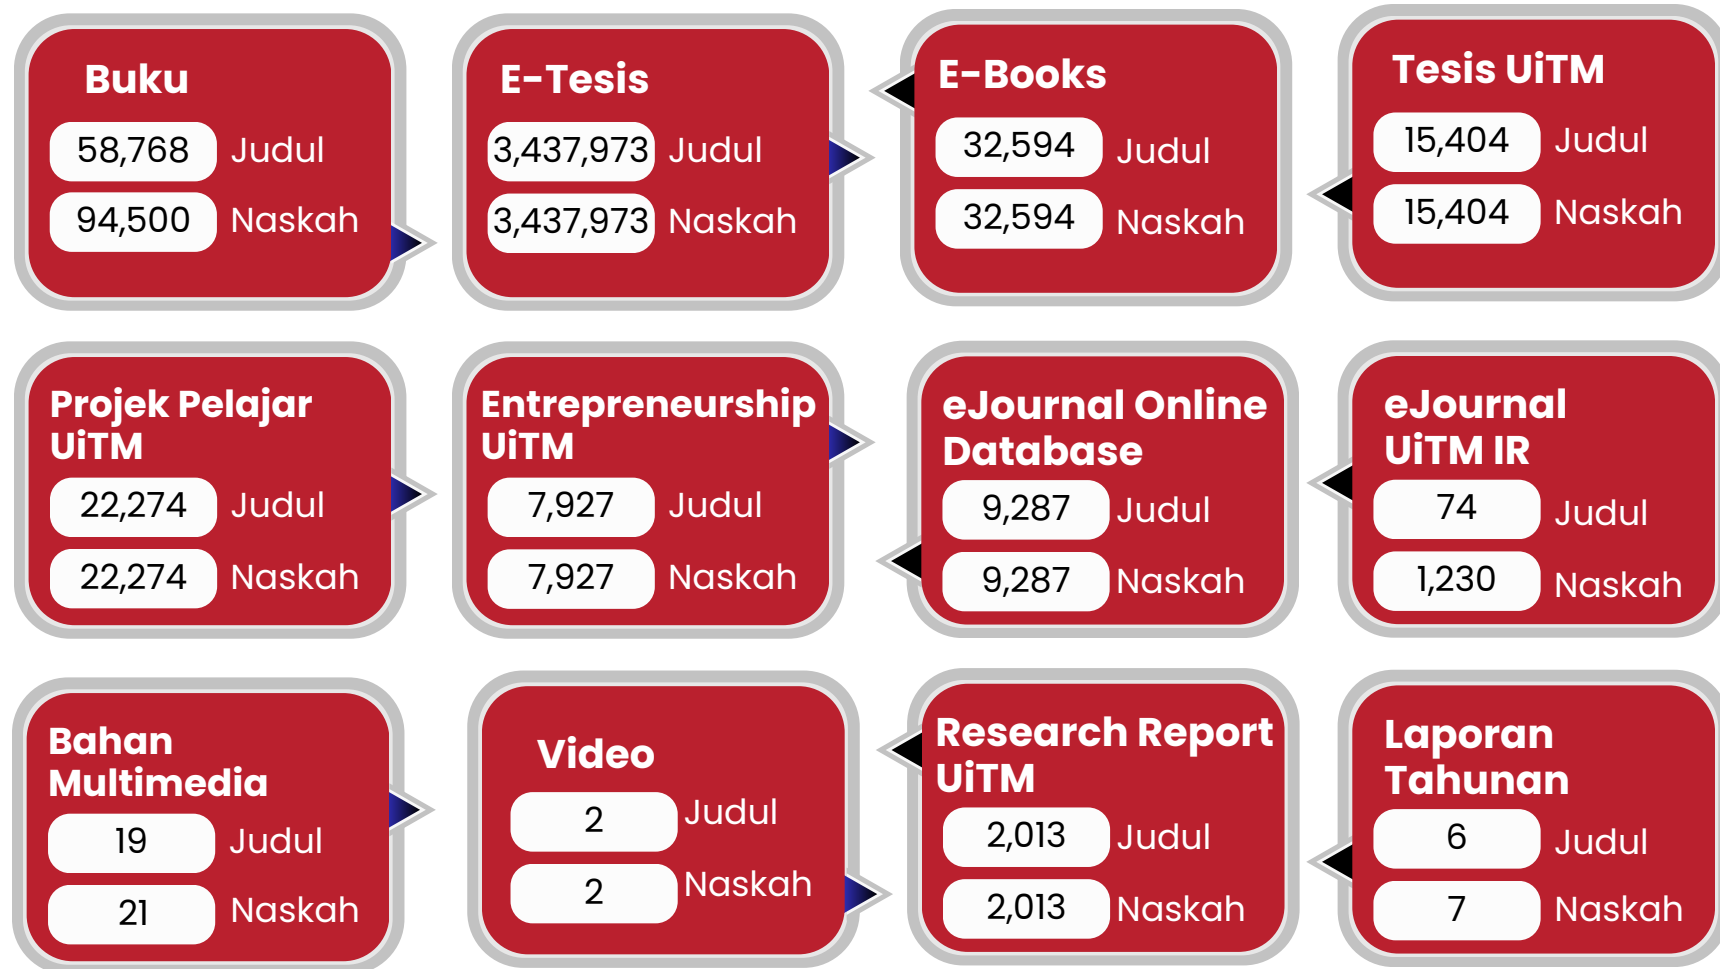 Buku
58,768 Judul
94,500 Naskah
E-Tesis
3,437,973 Judul
3,437,973 Naskah
E-Books
32,594 Judul
32,594 Naskah
Tesis UiTM
15,404 Judul
15,404 Naskah
Projek Pelajar
UiTM
22,274 Judul
22,274 Naskah
Entrepreneurship
UiTM
7,927 Judul
7,927 Naskah
eJournal Online
Database
9,287 Judul
9,287 Naskah
eJournal
UiTM IR
74 Judul
1,230 Naskah
Bahan
Multimedia
19 Judul
21 Naskah
Video
2 Judul
2 Naskah
Research Report
UiTM
2,013 Judul
2,013 Naskah
Laporan
Tahunan
6 Judul
7 Naskah